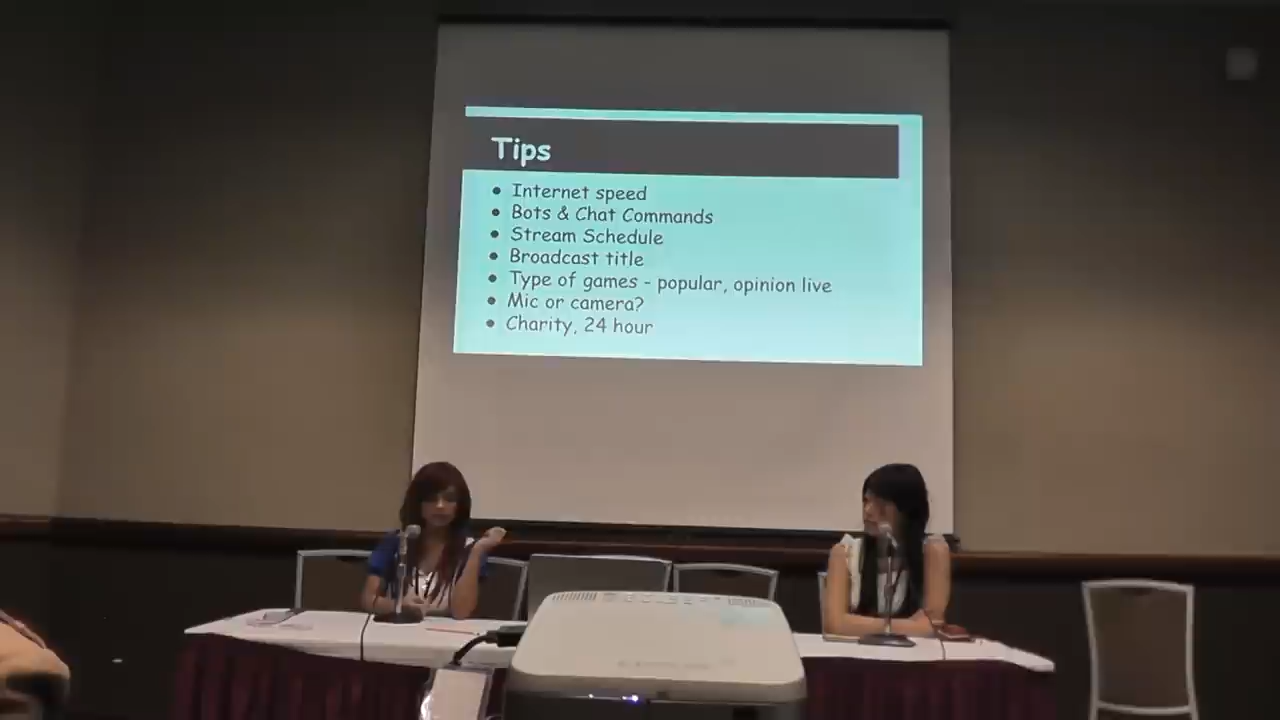 Tips
Internet speed
Bots & Chat Commands
Stream Schedule
Broadcast title
Type of games - popular, opinion live
Mic or camera?
Charity, 24 hour